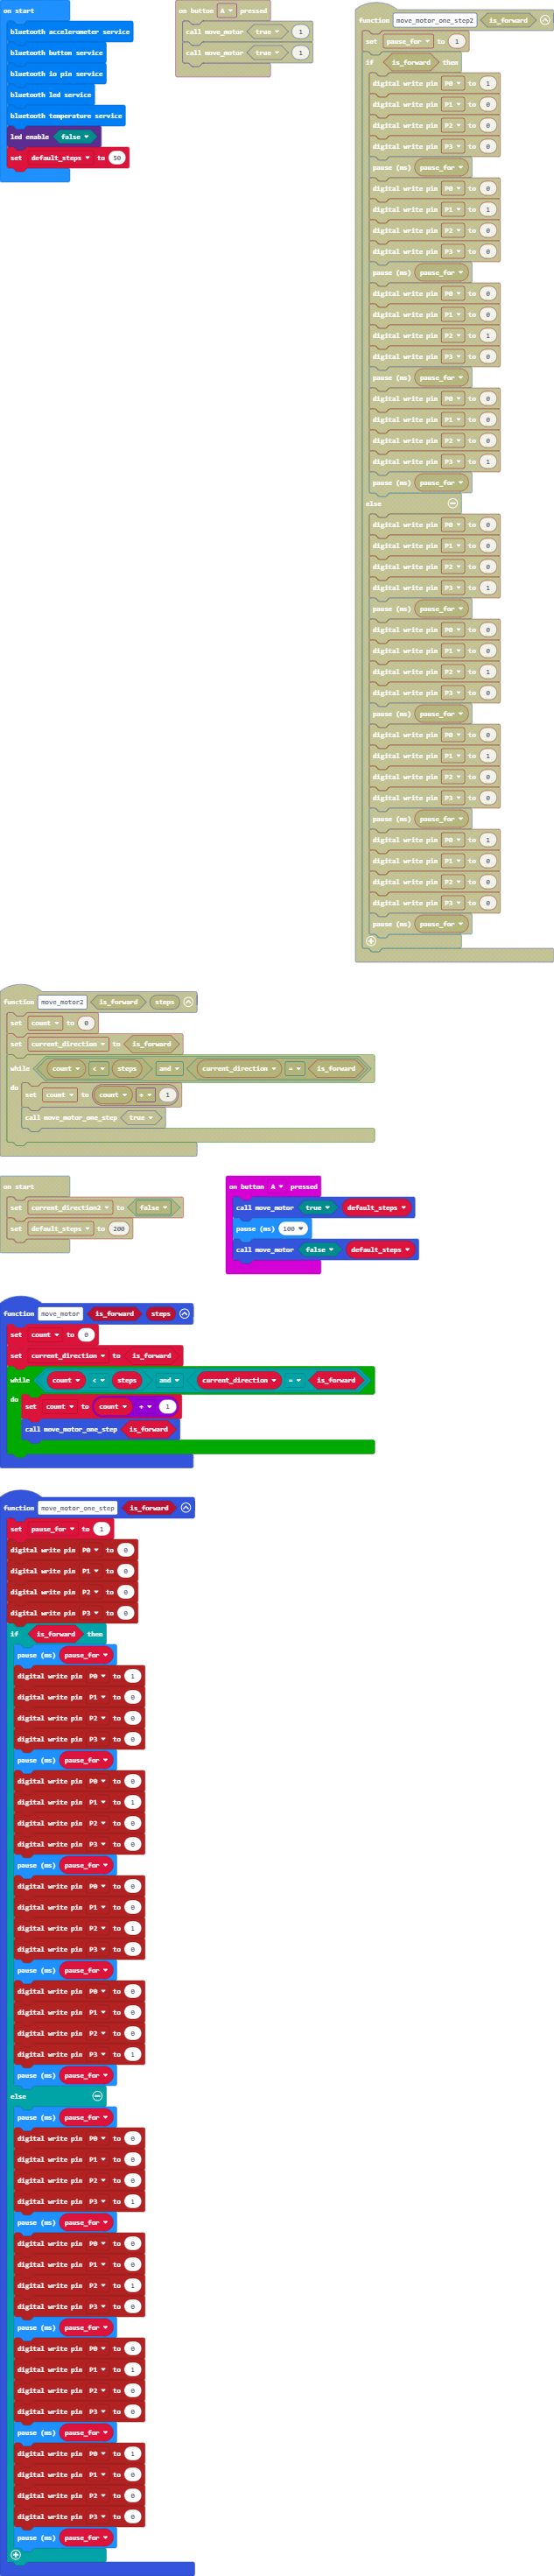 on start
bluetooth accelerometer service
bluetooth button service
bluetooth io pin service
bluetooth led service
bluetooth temperature service
led enable false
set default_steps to 50
on button A pressed
call move_motor true 1
call move_motor true 1
function move_motor_one_step2 is_forward
set pause_for to 1
if is_forward then
digital write pin P0 to 1
digital write pin P1 to 0
digital write pin P2 to 0
digital write pin P3 to 0
pause (ms) pause_for
digital write pin P0 to 0
digital write pin P1 to 1
digital write pin P2 to 0
digital write pin P3 to 0
pause (ms) pause_for
digital write pin P0 to 0
digital write pin P1 to 0
digital write pin P2 to 1
digital write pin P3 to 0
pause (ms) pause_for
digital write pin P0 to 0
digital write pin P1 to 0
digital write pin P2 to 0
digital write pin P3 to 1
pause (ms) pause_for
else
digital write pin P0 to 0
digital write pin P1 to 0
digital write pin P2 to 0
digital write pin P3 to 1
pause (ms) pause_for
digital write pin P0 to 0
digital write pin P1 to 0
digital write pin P2 to 1
digital write pin P3 to 0
pause (ms) pause_for
digital write pin P0 to 0
digital write pin P1 to 1
digital write pin P2 to 0
digital write pin P3 to 0
pause (ms) pause_for
digital write pin P0 to 1
digital write pin P1 to 0
digital write pin P2 to 0
digital write pin P3 to 0
pause (ms) pause_for
function move_motor2 is_forward steps
set count to 0
set current_direction to is_forward
while count < steps and current_direction = is_forward
do
set count to count + 1
call move_motor_one_step true
on start
set current_direction2 to false
set default_steps to 200
on button A pressed
call move_motor true default_steps
pause (ms) 100
call move_motor false default_steps
function move_motor is_forward steps
set count to 0
set current_direction to is_forward
while count < steps and current_direction = is_forward
do
set count to count + 1
call move_motor_one_step is_forward
function move_motor_one_step is_forward
set pause_for to 1
digital write pin P0 to 0
digital write pin P1 to 0
digital write pin P2 to 0
digital write pin P3 to 0
if is_forward then
pause (ms) pause_for
digital write pin P0 to 1
digital write pin P1 to 0
digital write pin P2 to 0
digital write pin P3 to 0
pause (ms) pause_for
digital write pin P0 to 0
digital write pin P1 to 1
digital write pin P2 to 0
digital write pin P3 to 0
pause (ms) pause_for
digital write pin P0 to 0
digital write pin P1 to 0
digital write pin P2 to 1
digital write pin P3 to 0
pause (ms) pause_for
digital write pin P0 to 0
digital write pin P1 to 0
digital write pin P2 to 0
digital write pin P3 to 1
pause (ms) pause_for
else
pause (ms) pause_for
digital write pin P0 to 0
digital write pin P1 to 0
digital write pin P2 to 0
digital write pin P3 to 1
pause (ms) pause_for
digital write pin P0 to 0
digital write pin P1 to 0
digital write pin P2 to 1
digital write pin P3 to 0
pause (ms) pause_for
digital write pin P0 to 0
digital write pin P1 to 1
digital write pin P2 to 0
digital write pin P3 to 0
pause (ms) pause_for
digital write pin P0 to 1
digital write pin P1 to 0
digital write pin P2 to 0
digital write pin P3 to 0
pause (ms) pause_for